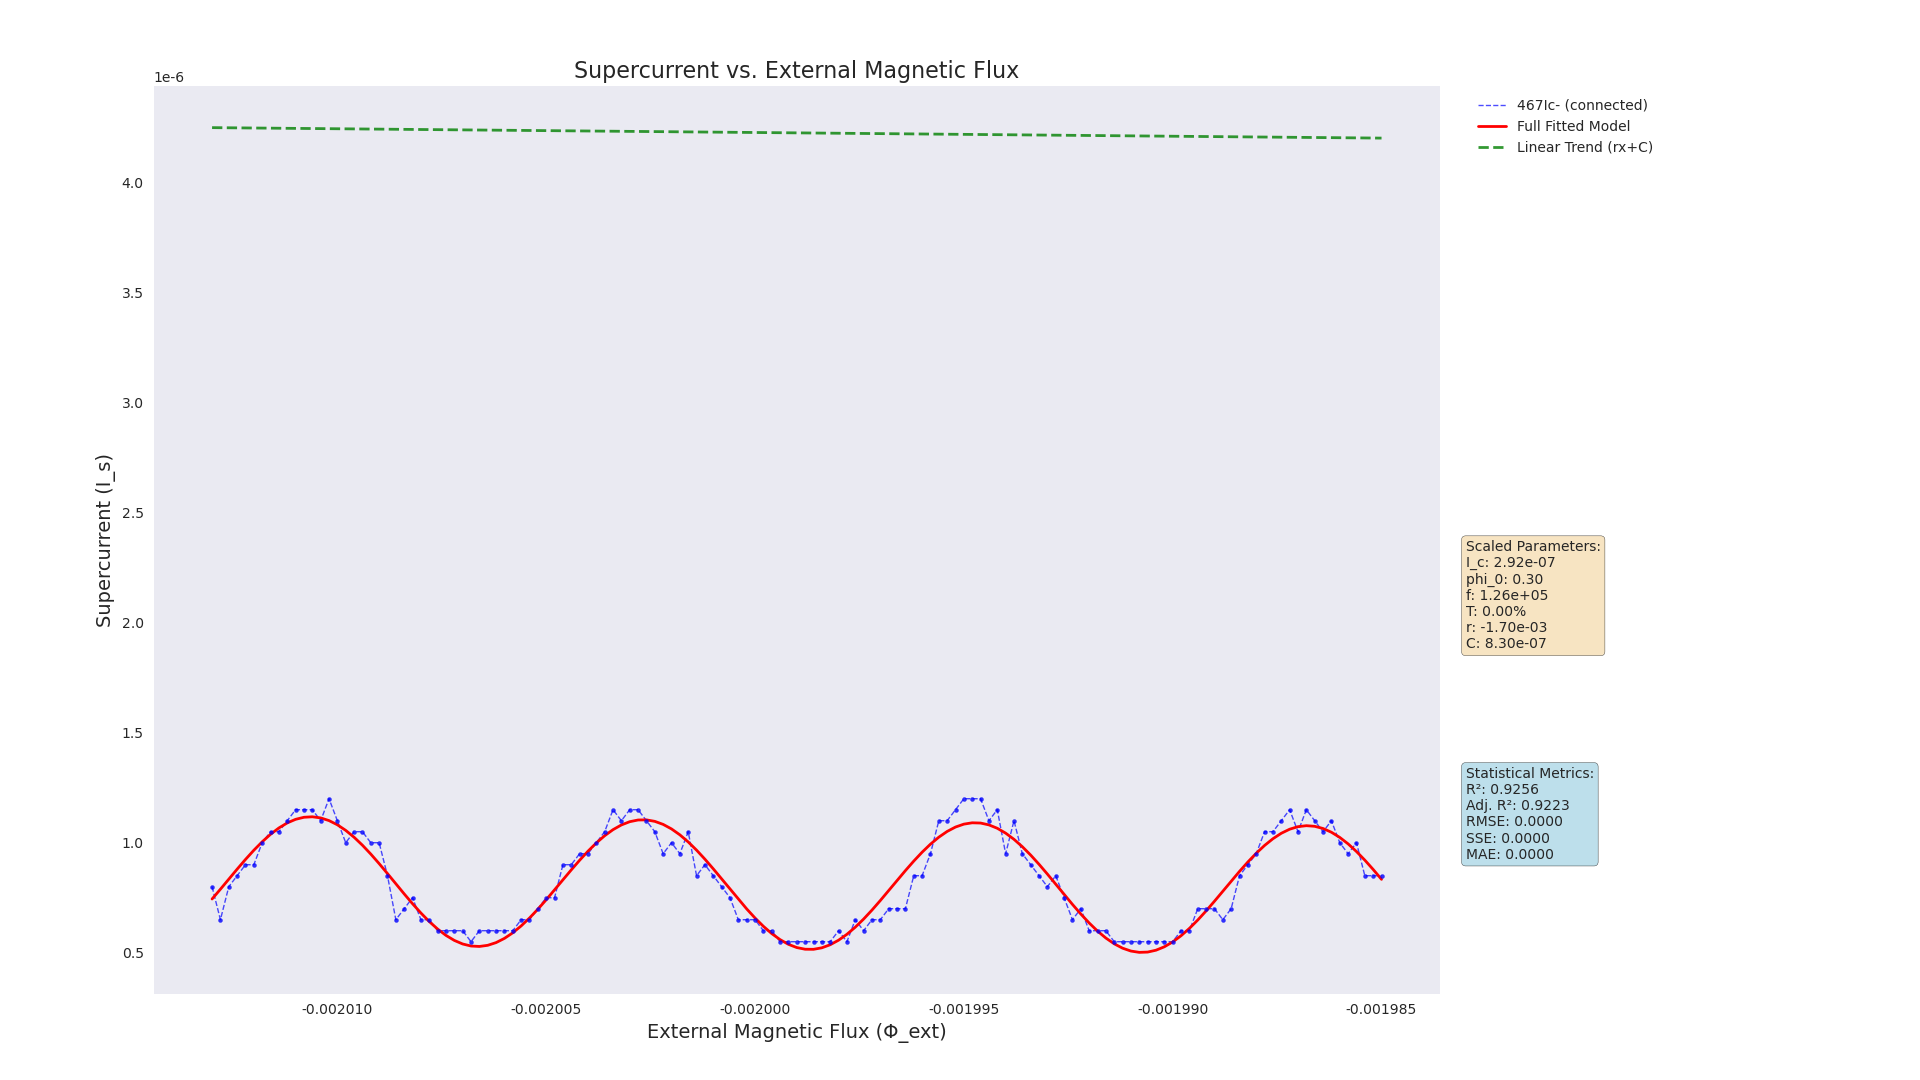 Supercurrent vs. External Magnetic Flux
1e-6
4.0
3.5
3.0
2.5
2.0
1.5
1.0
0.5
Supercurrent (I_s)
-0.002010
-0.002005
-0.002000
-0.001995
-0.001990
-0.001985
External Magnetic Flux (Φ_ext)
467Ic- (connected)
Full Fitted Model
Linear Trend (rx+C)
Scaled Parameters:
I_c: 2.92e-07
phi_0: 0.30
f: 1.26e+05
T: 0.00%
r: -1.70e-03
C: 8.30e-07
Statistical Metrics:
R²: 0.9256
Adj. R²: 0.9223
RMSE: 0.0000
SSE: 0.0000
MAE: 0.0000